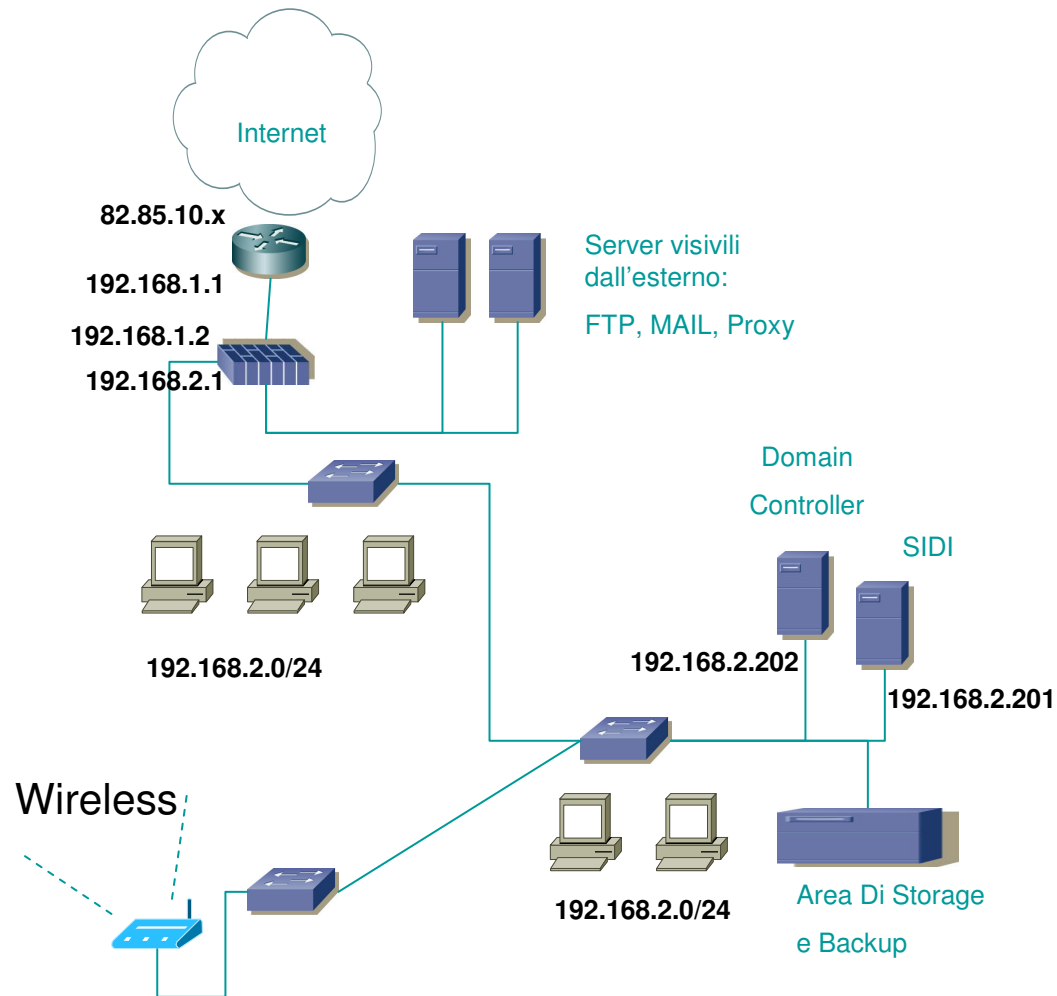 Internet
82.85.10.x
192.168.1.1
192.168.1.2
192.168.2.1
Server visivili
dall'esterno:
FTP, MAIL, Proxy
Domain
Controller
SIDI
192.168.2.0/24
192.168.2.202
192.168.2.201
Wireless
192.168.2.0/24
Area Di Storage
e Backup